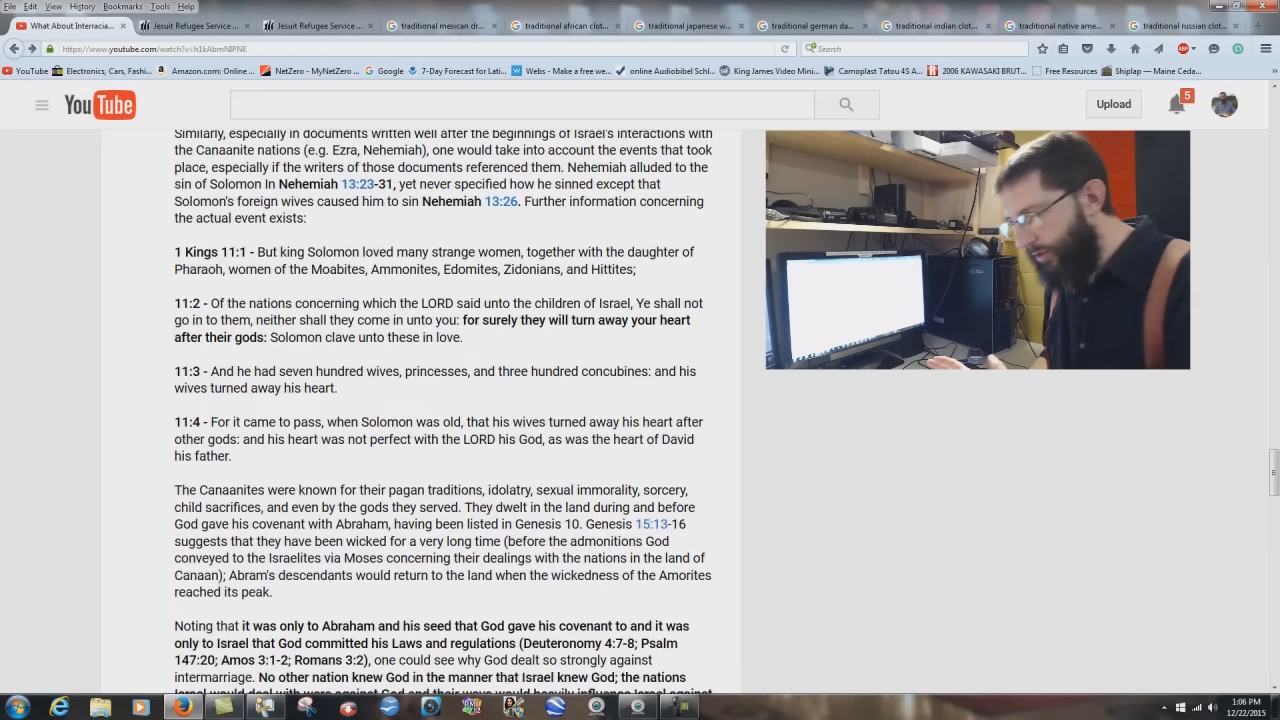 File Edit View History Bookmarks Tools Help
What About Interracia...
Jesuit Refugee Service ...
Jesuit Refugee Service ...
traditional mexican dr...
traditional african clot...
traditional japanese w...
traditional german da...
traditional indian clot...
traditional native ame...
traditional russian clot...
https://www.youtube.com/watch?v=h1kAbmNIPNE
Search
YouTube
Electronics, Cars, Fashi...
Amazon.com: Online ...
NetZero - MyNetZero ...
Google
7-Day Forecast for Lati...
Webs - Make a free we...
online Audiobibel Schl...
King James Video Mini...
Camoplast Tatou 4S A...
2006 KAWASAKI BRUT...
Free Resources
Shiplap — Maine Ceda...
YouTube
Upload
5
Similarly, especially in documents written well after the beginnings of Israel's interactions with
the Canaanite nations (e.g. Ezra, Nehemiah), one would take into account the events that took
place, especially if the writers of those documents referenced them. Nehemiah alluded to the
sin of Solomon In Nehemiah 13:23-31, yet never specified how he sinned except that
Solomon's foreign wives caused him to sin Nehemiah 13:26. Further information concerning
the actual event exists:
1 Kings 11:1 - But king Solomon loved many strange women, together with the daughter of
Pharaoh, women of the Moabites, Ammonites, Edomites, Zidonians, and Hittites;
11:2 - Of the nations concerning which the LORD said unto the children of Israel, Ye shall not
go in to them, neither shall they come in unto you: for surely they will turn away your heart
after their gods: Solomon clave unto these in love.
11:3 - And he had seven hundred wives, princesses, and three hundred concubines: and his
wives turned away his heart.
11:4 - For it came to pass, when Solomon was old, that his wives turned away his heart after
other gods: and his heart was not perfect with the LORD his God, as was the heart of David
his father.
The Canaanites were known for their pagan traditions, idolatry, sexual immorality, sorcery,
child sacrifices, and even by the gods they served. They dwelt in the land during and before
God gave his covenant with Abraham, having been listed in Genesis 10. Genesis 15:13-16
suggests that they have been wicked for a very long time (before the admonitions God
conveyed to the Israelites via Moses concerning their dealings with the nations in the land of
Canaan); Abram's descendants would return to the land when the wickedness of the Amorites
reached its peak.
Noting that it was only to Abraham and his seed that God gave his covenant to and it was
only to Israel that God committed his Laws and regulations (Deuteronomy 4:7-8; Psalm
147:20; Amos 3:1-2; Romans 3:2), one could see why God dealt so strongly against
intermarriage. No other nation knew God in the manner that Israel knew God; the nations
Israel would deal with were against God and their ways would heavily influence Israel against
1:06 PM
12/22/2015